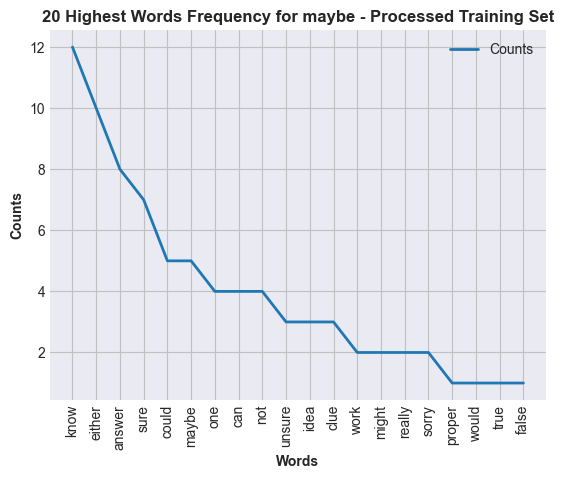 20 Highest Words Frequency for maybe - Processed Training Set
Counts
12
10
8
6
4
2
Counts
know
either
answer
sure
could
maybe
one
can
not
unsure
idea
clue
work
might
really
sorry
proper
would
true
false
Words